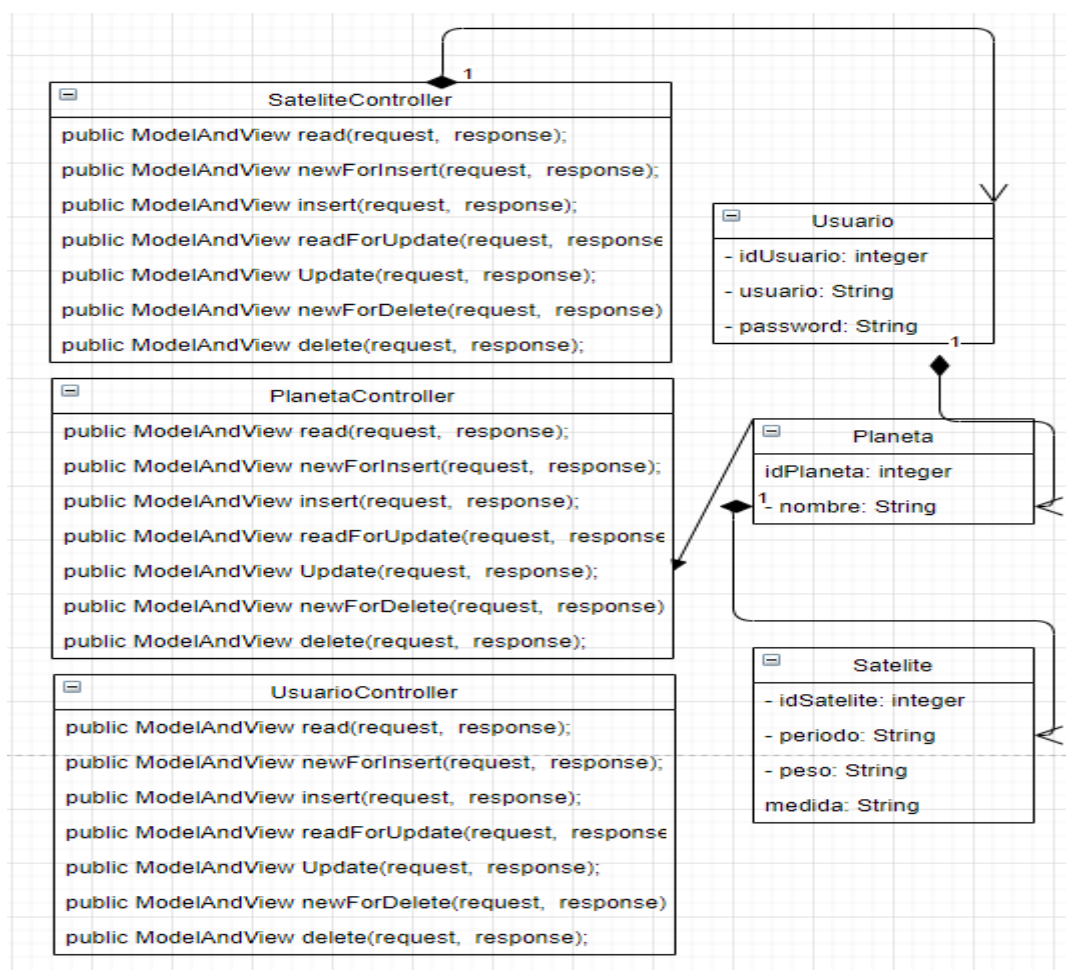 1
SateliteController
public ModelAndView read(request, response);
public ModelAndView newForInsert(request, response);
public ModelAndView insert(request, response);
public ModelAndView readForUpdate(request, response
public ModelAndView Update(request, response);
public ModelAndView newForDelete(request, response)
public ModelAndView delete(request, response);
Usuario
- idUsuario: integer
- usuario: String
- password: String
1
PlanetaController
public ModelAndView read(request, response);
public ModelAndView newForInsert(request, response);
public ModelAndView insert(request, response);
public ModelAndView readForUpdate(request, response
public ModelAndView Update(request, response);
public ModelAndView newForDelete(request, response)
public ModelAndView delete(request, response);
Planeta
idPlaneta: integer
1
- nombre: String
UsuarioController
public ModelAndView read(request, response);
public ModelAndView newForInsert(request, response);
public ModelAndView insert(request, response);
public ModelAndView readForUpdate(request, response
public ModelAndView Update(request, response);
public ModelAndView newForDelete(request, response)
public ModelAndView delete(request, response);
Satelite
- idSatelite: integer
- periodo: String
- peso: String
medida: String